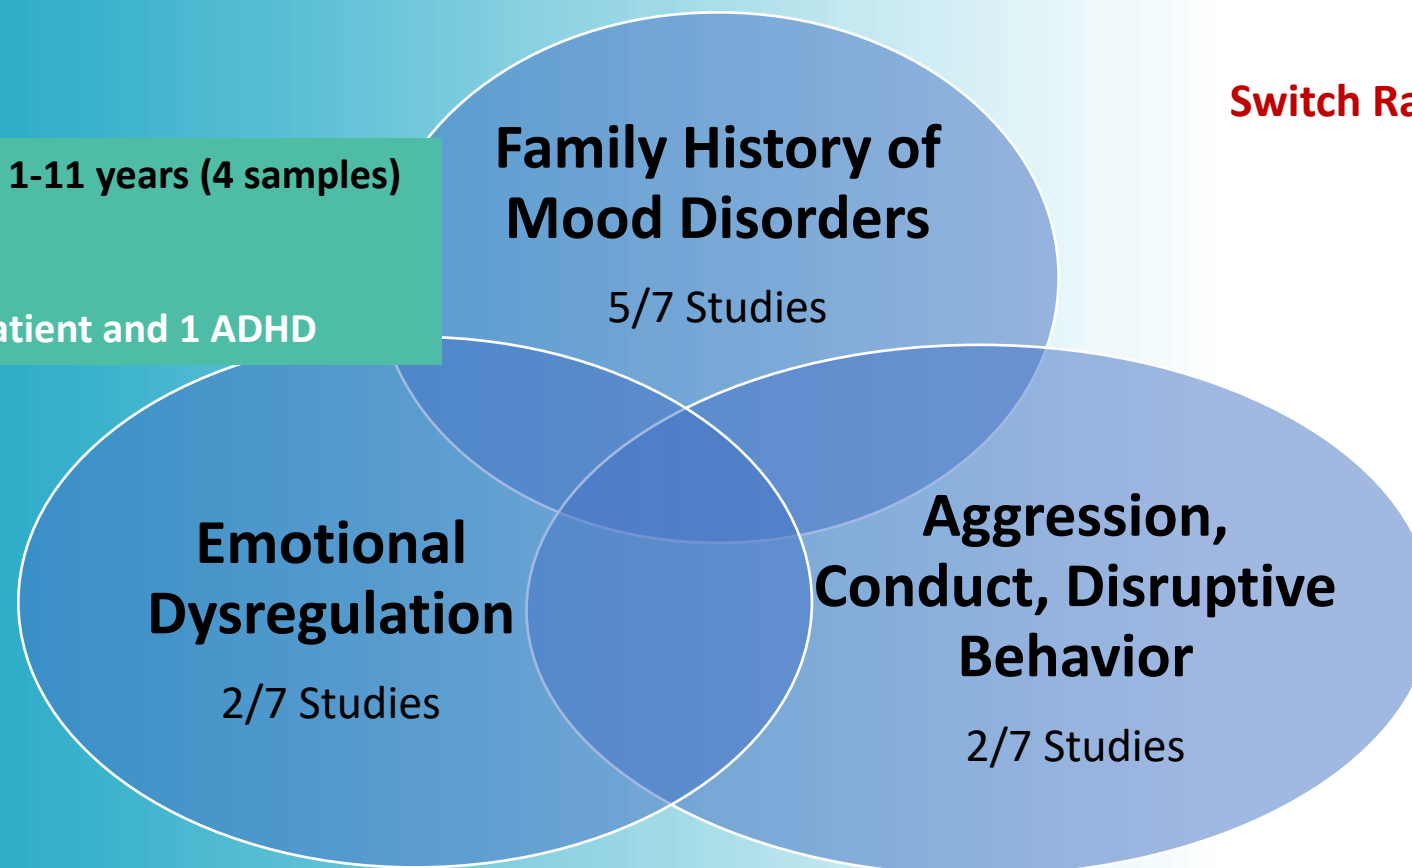 Switch Ra
Family History of
Mood Disorders
5/7 Studies
1-11 years (4 samples)
atient and 1 ADHD
Emotional
Dysregulation
2/7 Studies
Aggression,
Conduct, Disruptive
Behavior
2/7 Studies